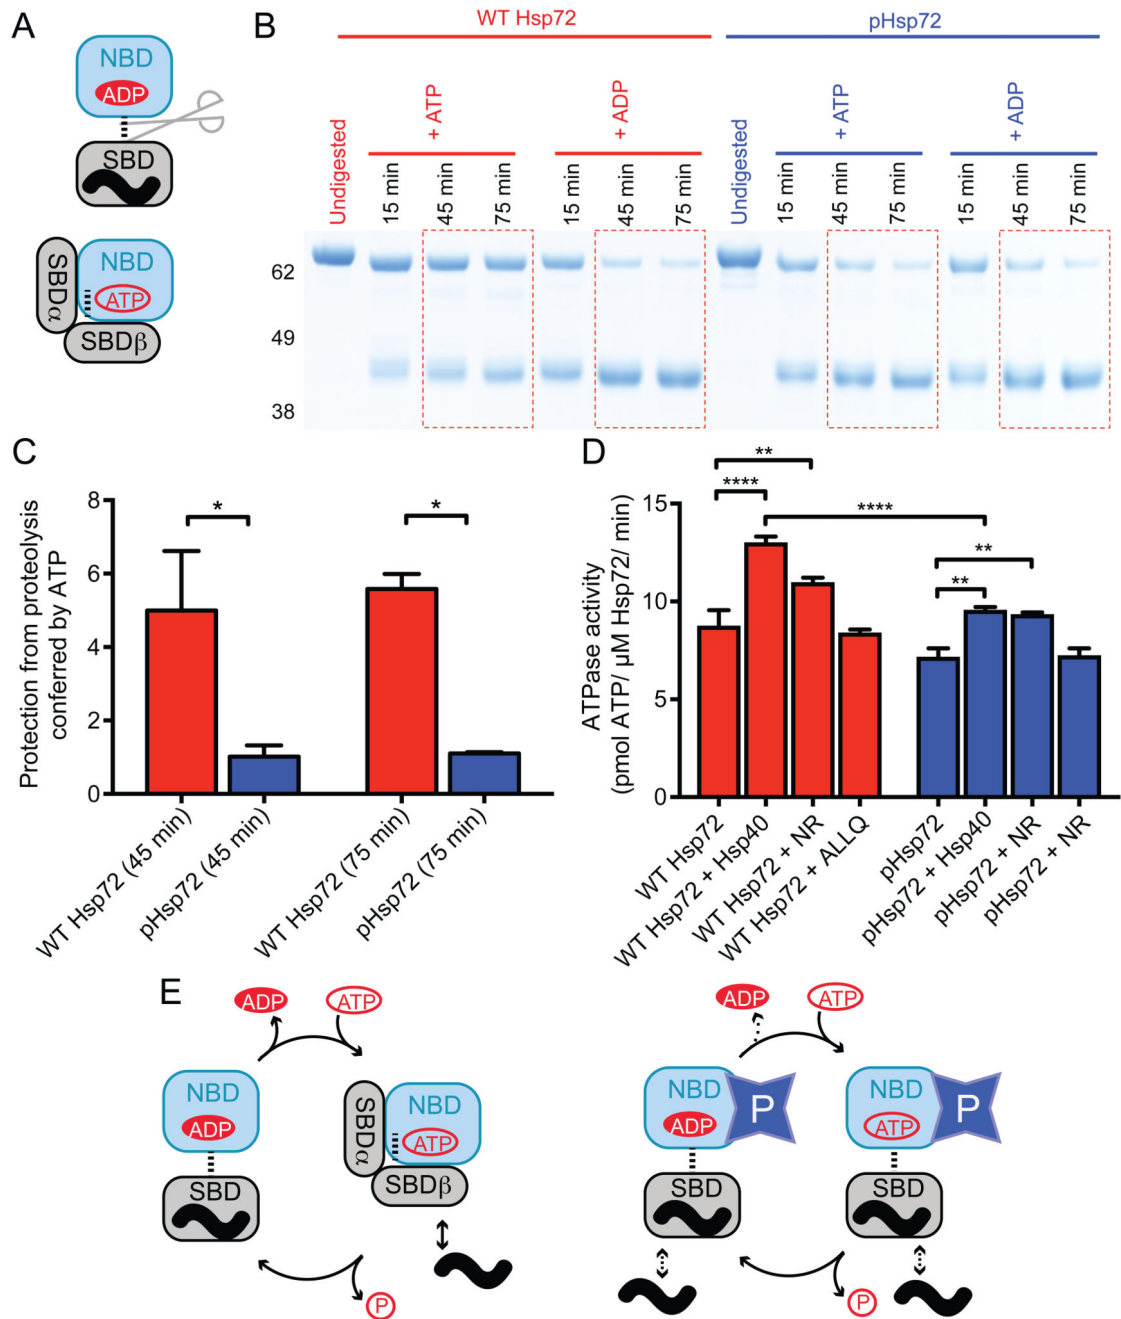 A
NBD
ADP
SBD
SBDα
NBD
ATP
SBDβ
B
WT Hsp72
pHsp72
Undigested
+ ATP
+ ADP
Undigested
+ ATP
+ ADP
15 min
45 min
75 min
15 min
45 min
75 min
15 min
45 min
75 min
15 min
45 min
75 min
62
49
38
C
Protection from proteolysis
conferred by ATP
8
6
4
2
0
*
*
WT Hsp72 (45 min)
pHsp72 (45 min)
WT Hsp72 (75 min)
pHsp72 (75 min)
D
ATPase activity
(pmol ATP/ μM Hsp72/ min)
15
10
5
0
**
****
****
**
**
WT Hsp72
WT Hsp72 + Hsp40
WT Hsp72 + NR
WT Hsp72 + ALLQ
pHsp72
pHsp72 + Hsp40
pHsp72 + NR
pHsp72 + NR
E
ADP
ATP
NBD
ADP
SBD
SBDα
NBD
ATP
SBDβ
P
ADP
ATP
NBD
P
ADP
SBD
NBD
P
ATP
SBD
P